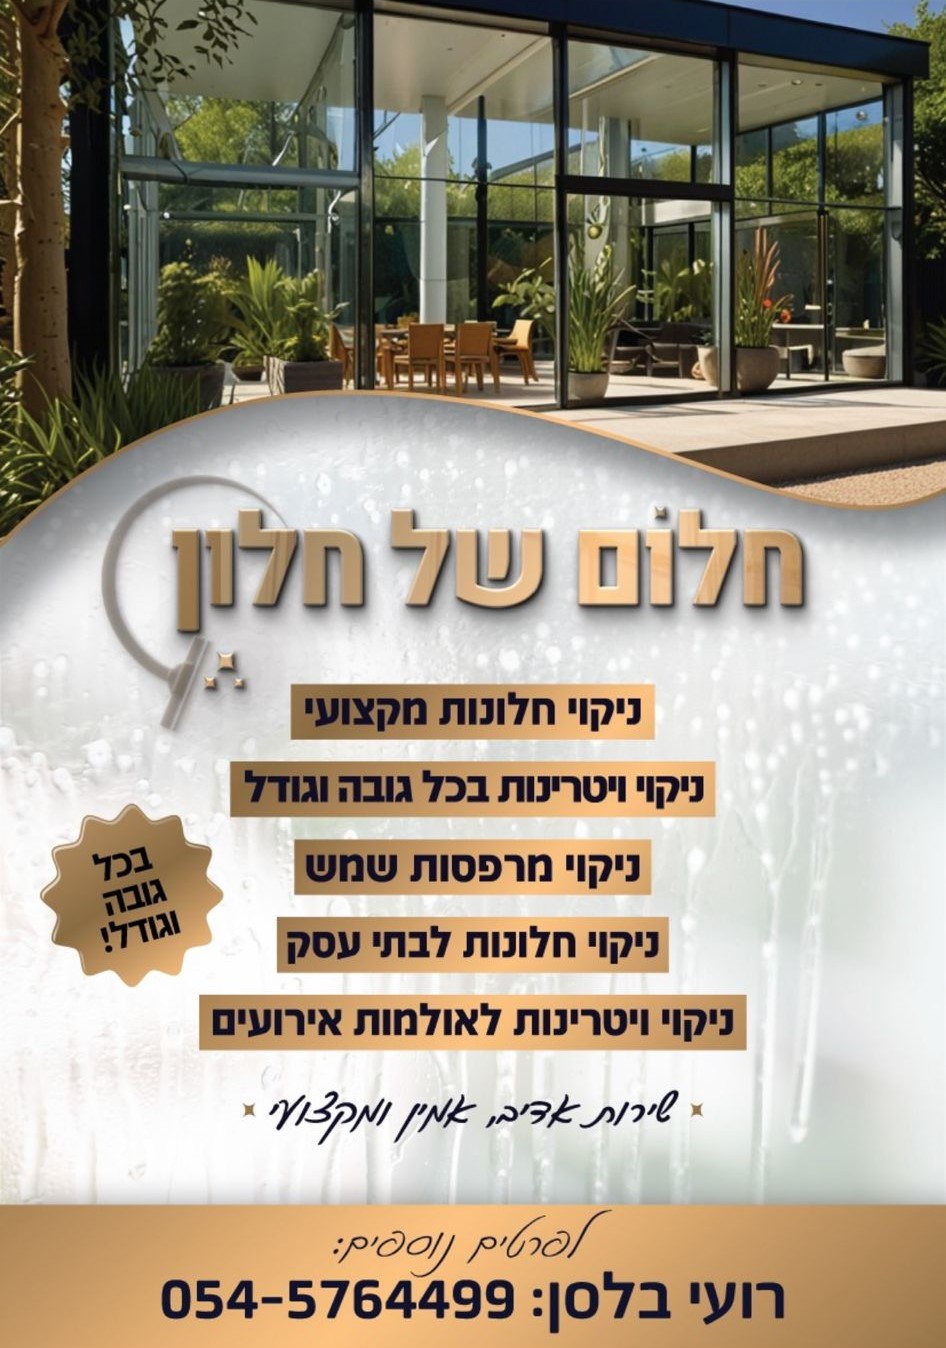 חלום של חלון
ניקוי חלונות מקצועי
ניקוי ויטרינות בכל גובה וגודל
ניקוי מרפסות שמש
ניקוי חלונות לבתי עסק
ניקוי ויטרינות לאולמות אירועים
בכל
גובה
וגודל!
שירות אדיב, אמין ומקצועי
לפרטים נוספים:
רועי בלסן: 054-5764499